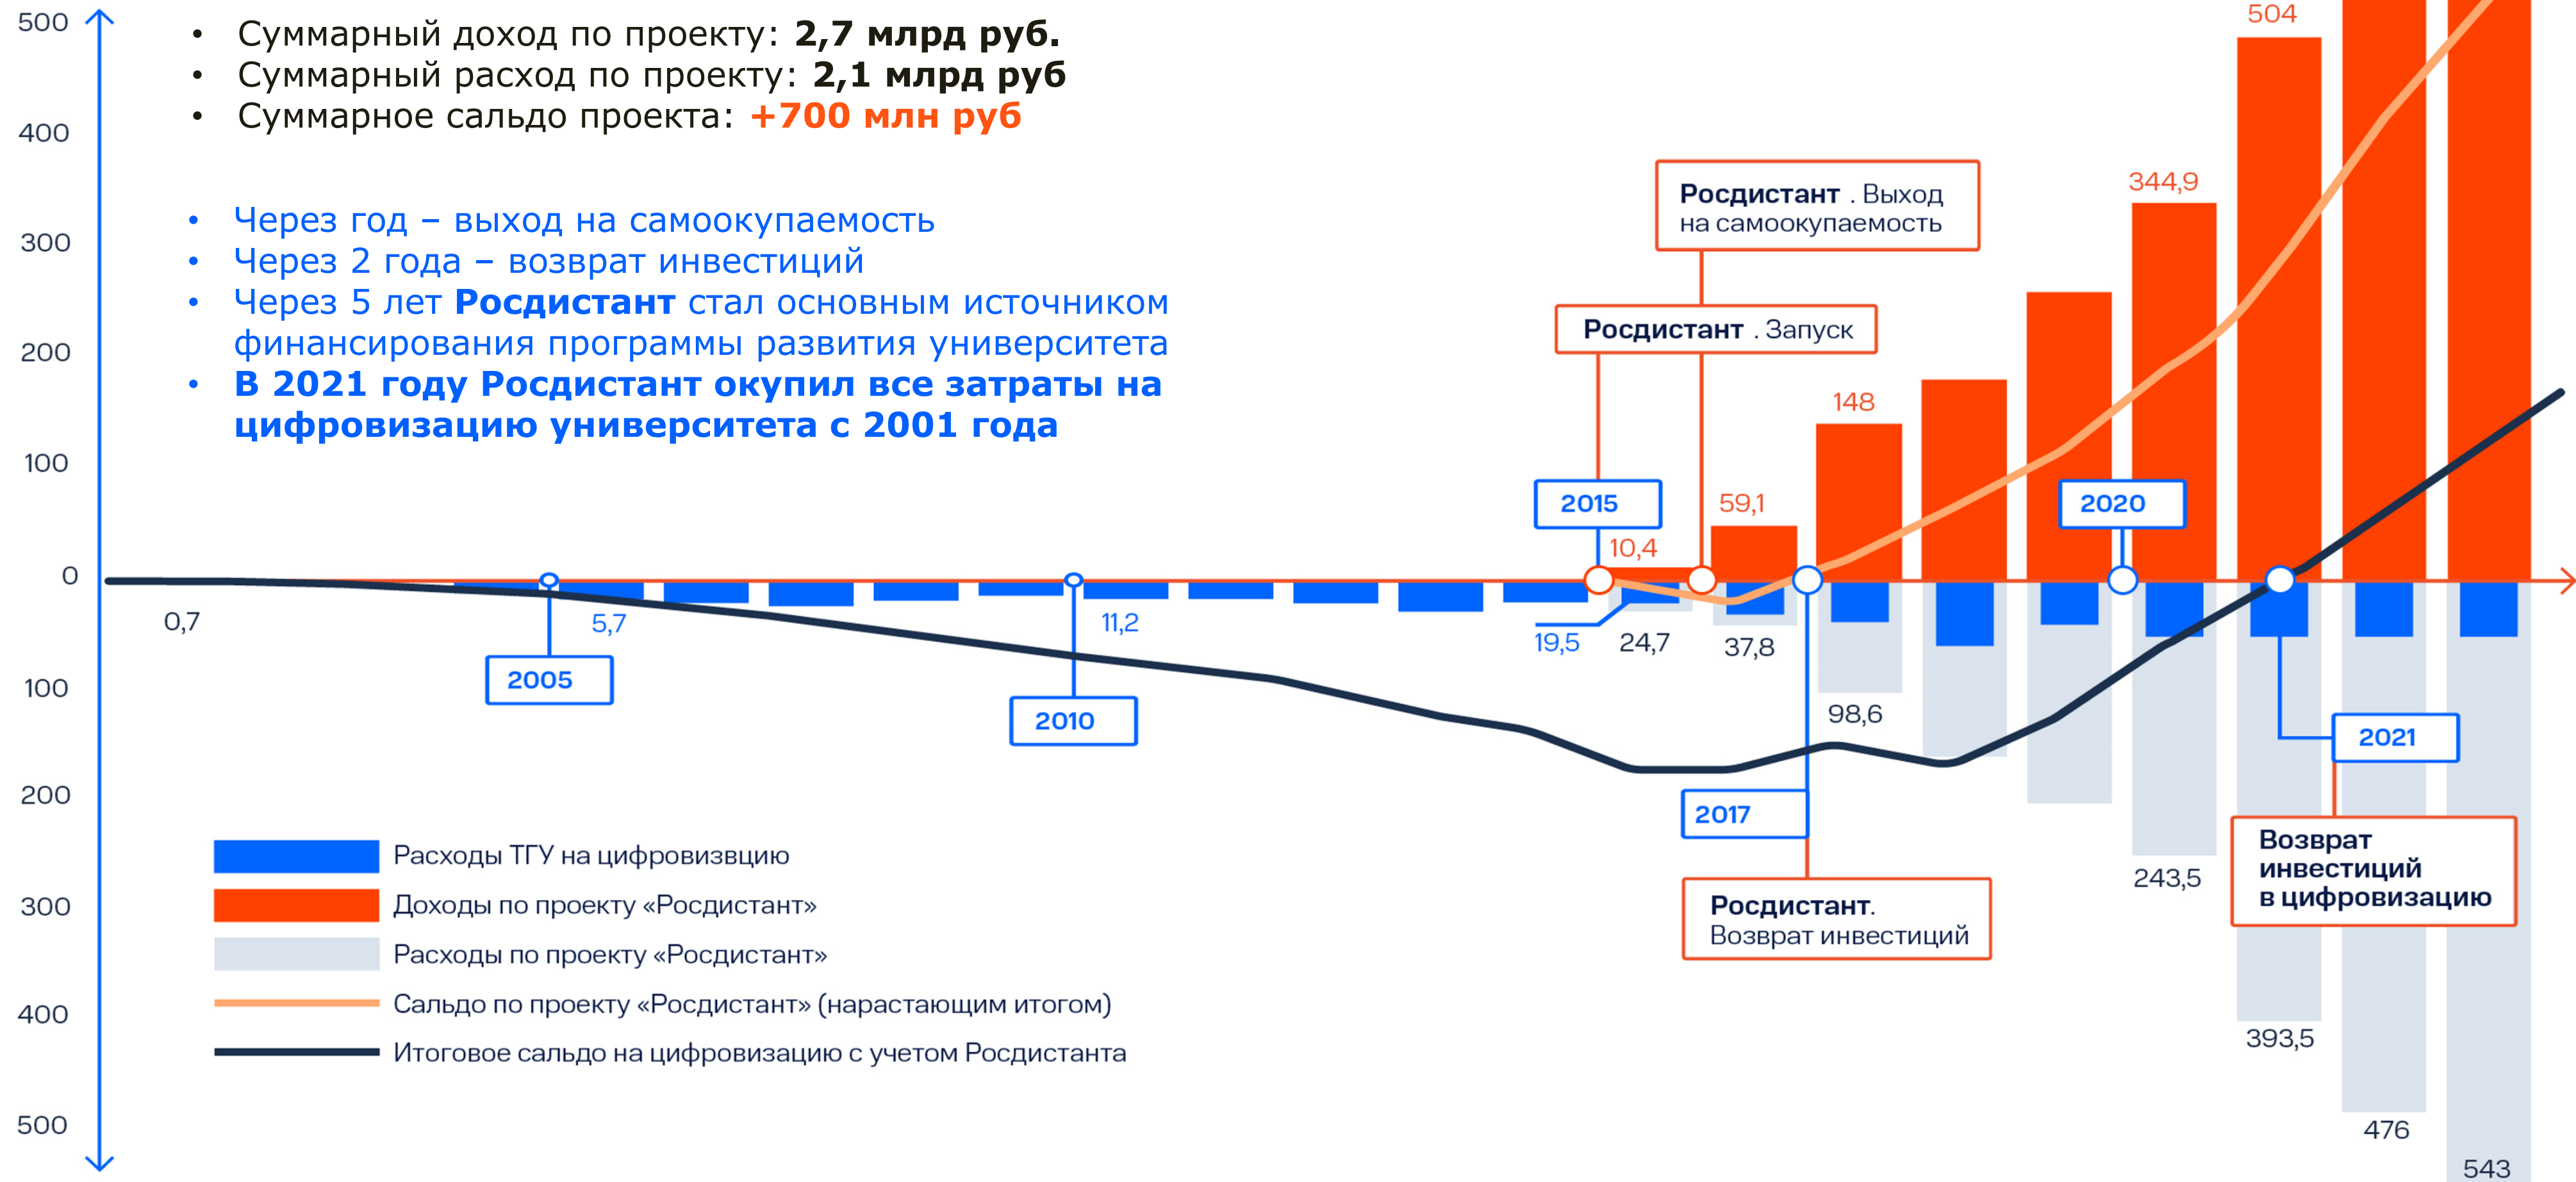 500
400
300
200
100
0
100
200
300
400
500
• Суммарный доход по проекту: 2,7 млрд руб.
• Суммарный расход по проекту: 2,1 млрд руб
• Суммарное сальдо проекта: +700 млн руб
• Через год – выход на самоокупаемость
• Через 2 года – возврат инвестиций
• Через 5 лет Росдистант стал основным источником
финансирования программы развития университета
• В 2021 году Росдистант окупил все затраты на
цифровизацию университета с 2001 года
Росдистант . Выход
на самоокупаемость
Росдистант . Запуск
504
344,9
148
59,1
10,4
2015
2020
0,7
5,7
11,2
19,5
24,7
37,8
98,6
243,5
393,5
476
543
2005
2010
2017
2021
Росдистант.
Возврат инвестиций
Возврат
инвестиций
в цифровизацию
Расходы ТГУ на цифровизвцию
Доходы по проекту «Росдистант»
Расходы по проекту «Росдистант»
Сальдо по проекту «Росдистант» (нарастающим итогом)
Итоговое сальдо на цифровизацию с учетом Росдистанта